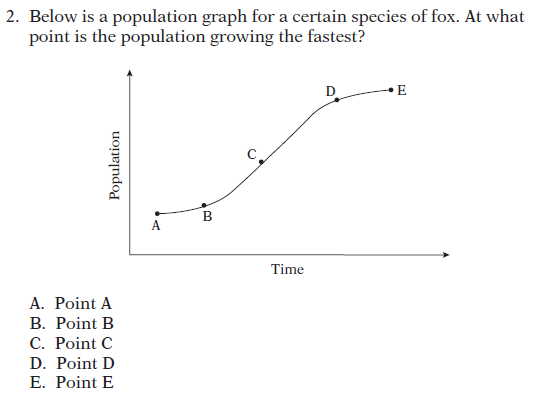 2. Below is a population graph for a certain species of fox. At what
point is the population growing the fastest?
D
E
C
Population
B
A
Time
A. Point A
B. Point B
C. Point C
D. Point D
E. Point E